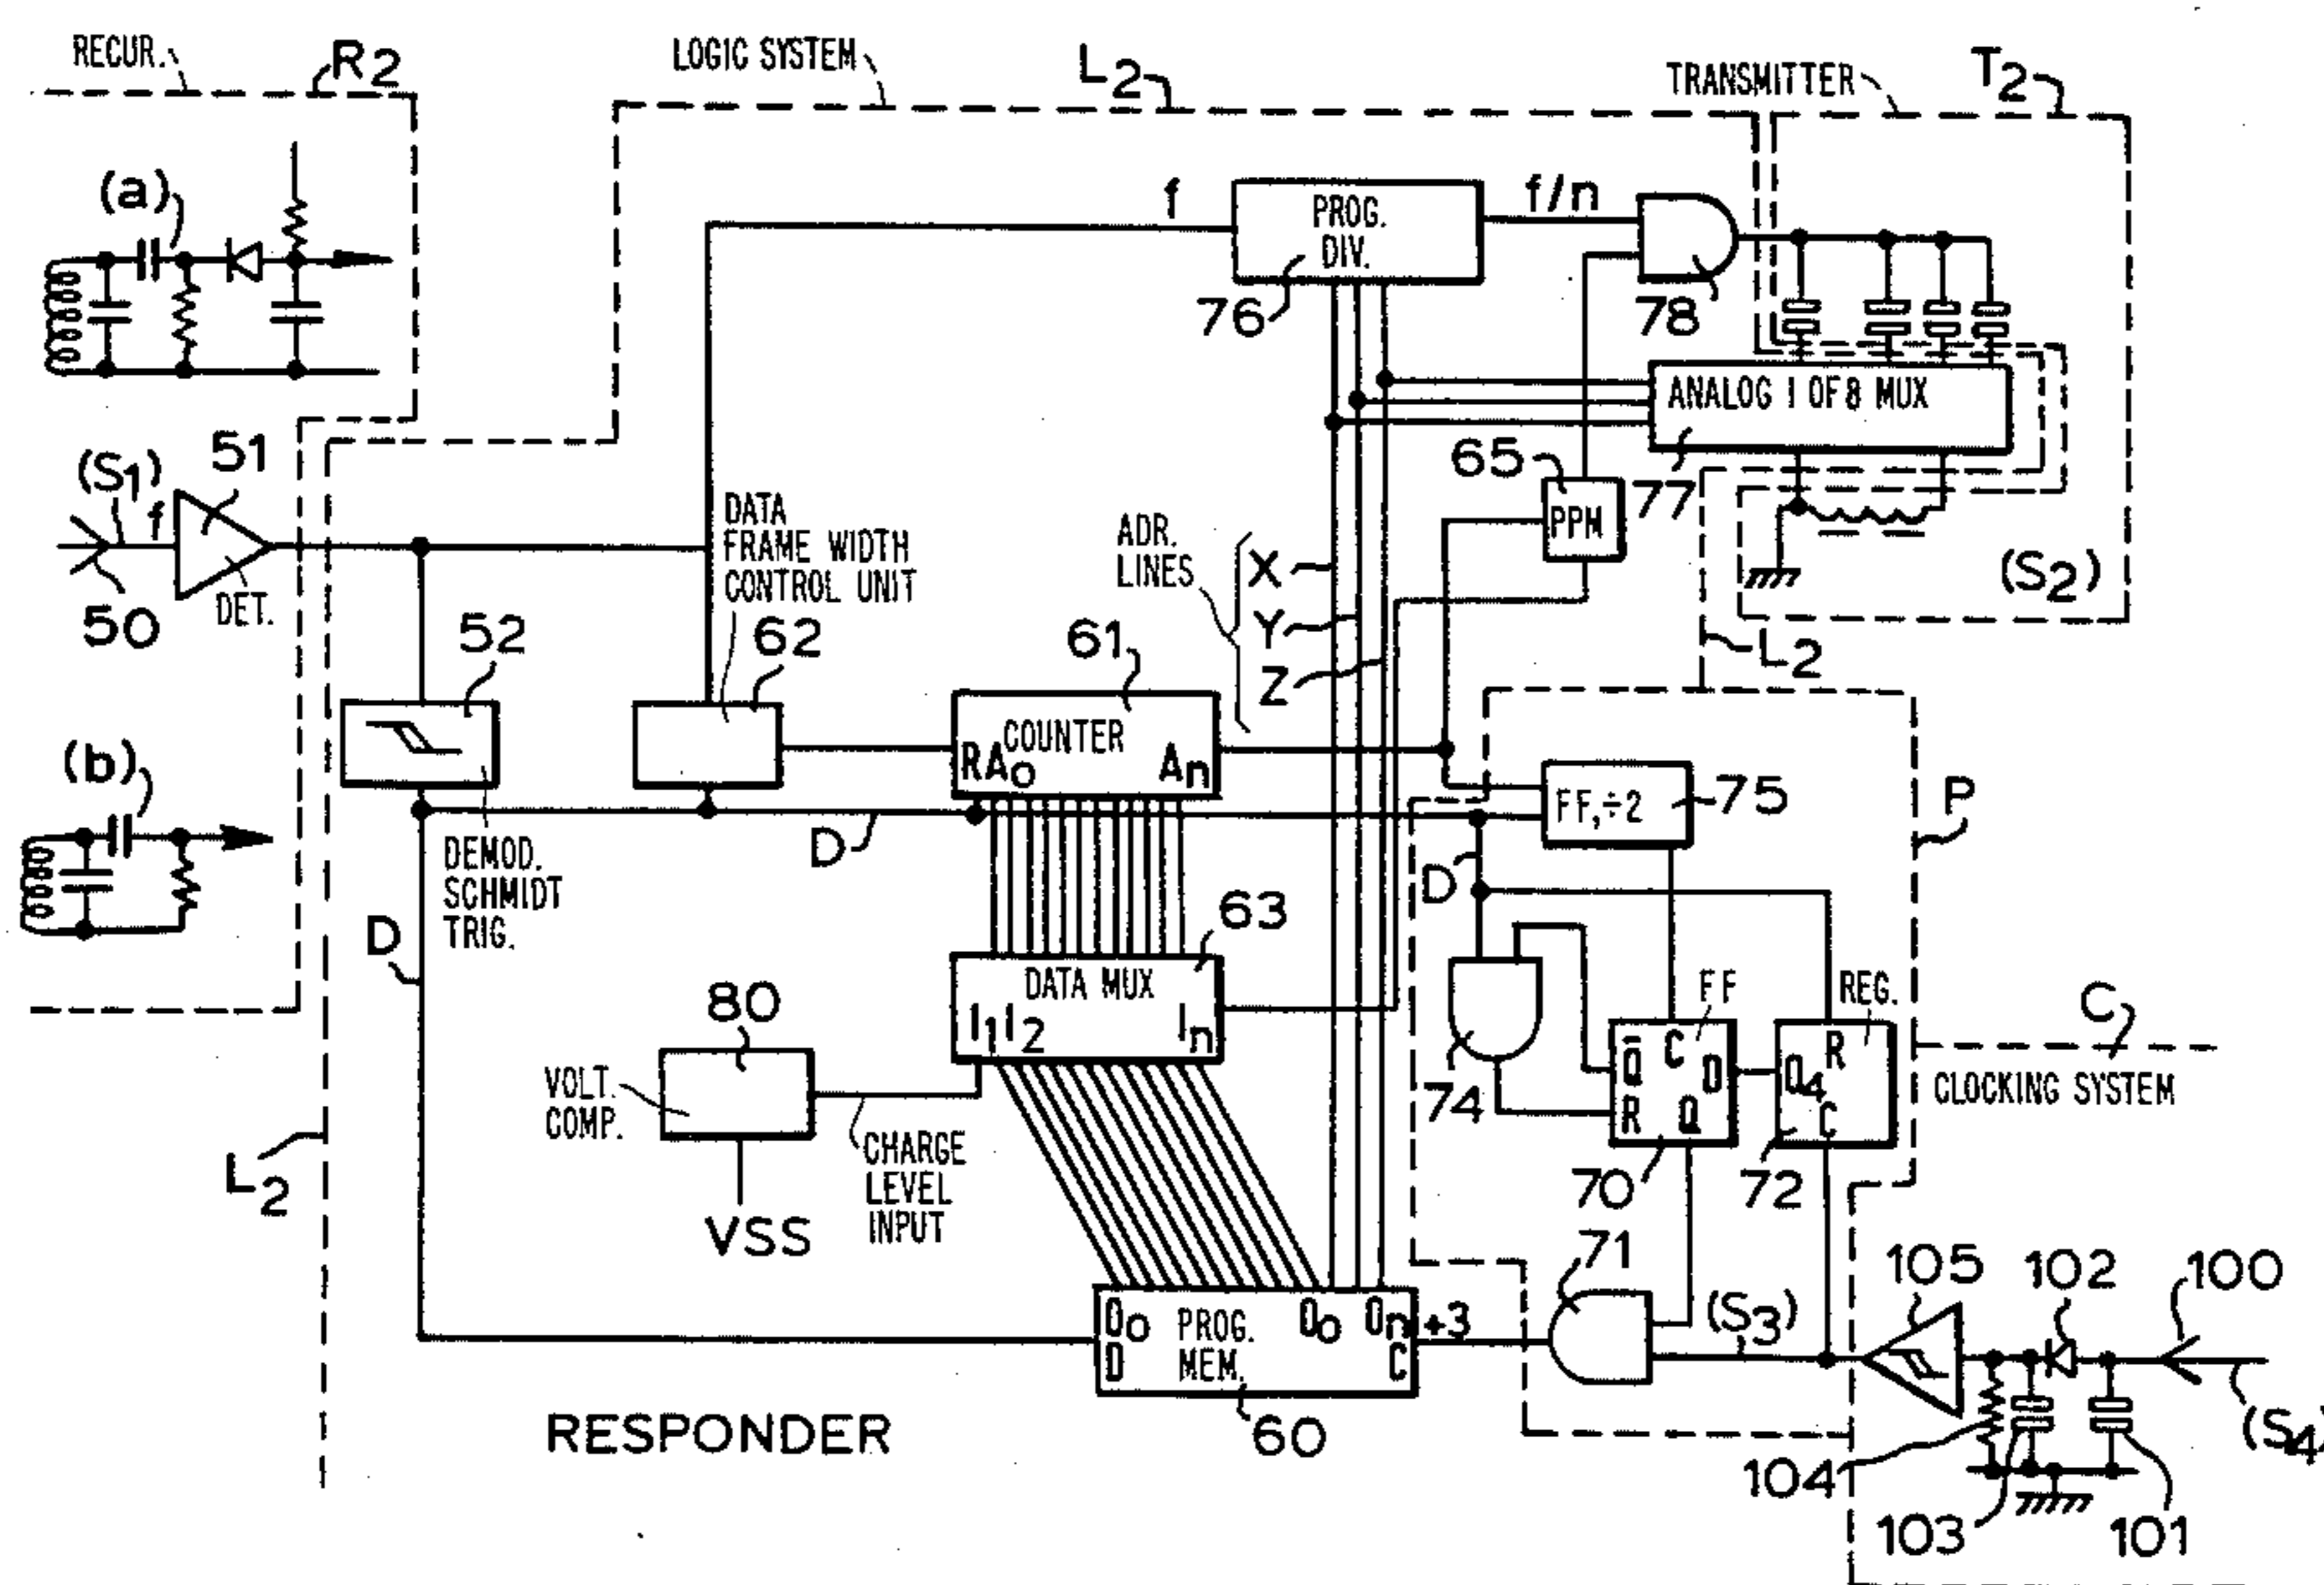 RECUR.
R2
LOGIC SYSTEM
L2
TRANSMITTER
T2
(a)
f
PROG.
DIV.
76
f/n
78
ANALOG 1 OF 8 MUX
77
(S1)
f
51
50
DET.
DATA
FRAME WIDTH
CONTROL UNIT
62
ADR.
LINES
X
Y
Z
65
PPM
(S2)
L2
52
61
COUNTER
RA0
An
FF,÷2
75
P
(b)
DEMOD.
SCHMIDT
TRIG.
D
D
D
63
DATA MUX
I1
I2
In
80
VOLT.
COMP.
VSS
CHARGE
LEVEL
INPUT
74
FF
Q̅
C
D
R
Q
70
REG.
R
Q4
C
72
C
CLOCKING SYSTEM
L2
71
(S3)
105
102
100
(S4)
Q0
PROG.
MEM.
Q0
Qn
+3
D
C
60
RESPONDER
104
103
101